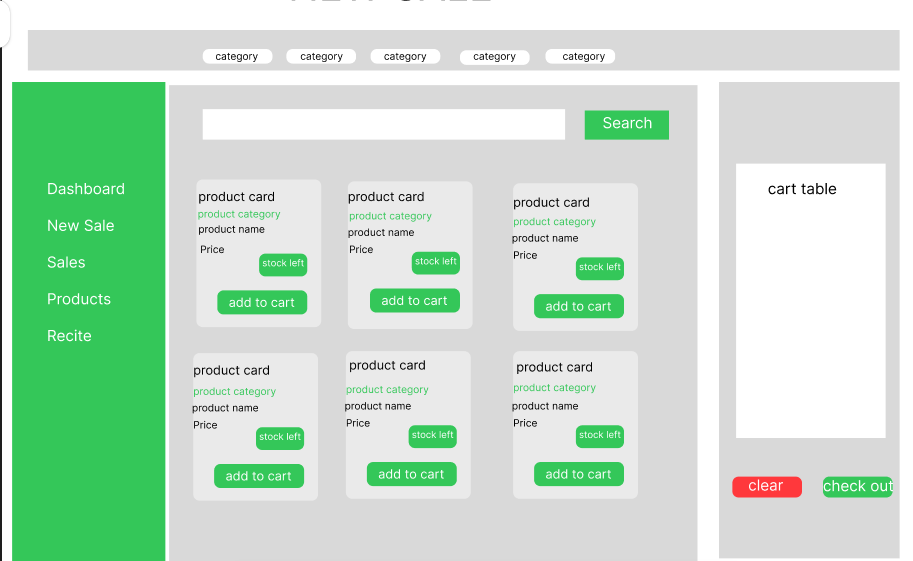 category category category category category
Search
Dashboard
New Sale
Sales
Products
Recite
product card
product category
product name
Price
stock left
add to cart
product card
product category
product name
Price
stock left
add to cart
product card
product category
product name
Price
stock left
add to cart
product card
product category
product name
Price
stock left
add to cart
product card
product category
product name
Price
stock left
add to cart
product card
product category
product name
Price
stock left
add to cart
cart table
clear
check out